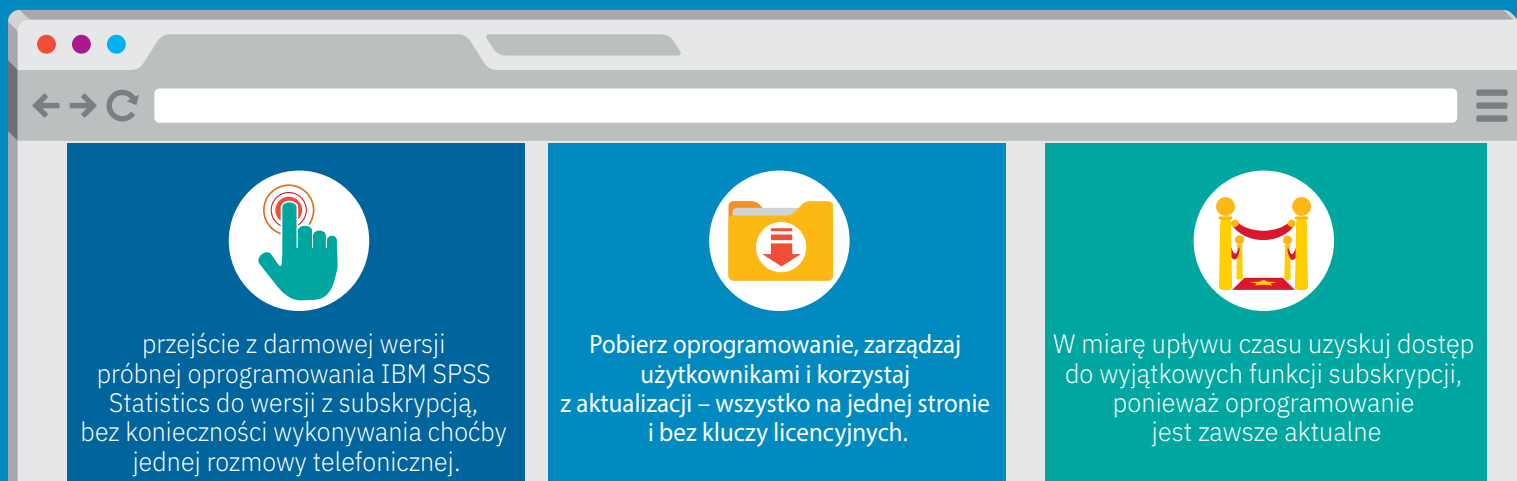 przejście z darmowej wersji
próbnej oprogramowania IBM SPSS
Statistics do wersji z subskrypcją,
bez konieczności wykonywania choćby
jednej rozmowy telefonicznej.
Pobierz oprogramowanie, zarządzaj
użytkownikami i korzystaj
z aktualizacji – wszystko na jednej stronie
i bez kluczy licencyjnych.
W miarę upływu czasu uzyskuj dostęp
do wyjątkowych funkcji subskrypcji,
ponieważ oprogramowanie
jest zawsze aktualne